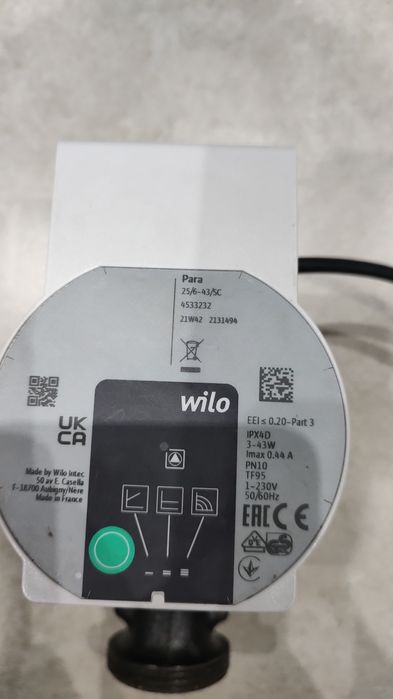 Para
25/6-43/SC
4533232
21W42 2131494
wilo
UK
CA
Made by Wilo intec
50 av E. Casella
F-18700 Aubigny/Nere
Made in France
EEI ≤ 0.20-Part 3
IPX4D
3-43W
Imax 0.44 A
PN10
TF95
1~230V
50/60Hz
EAC CE